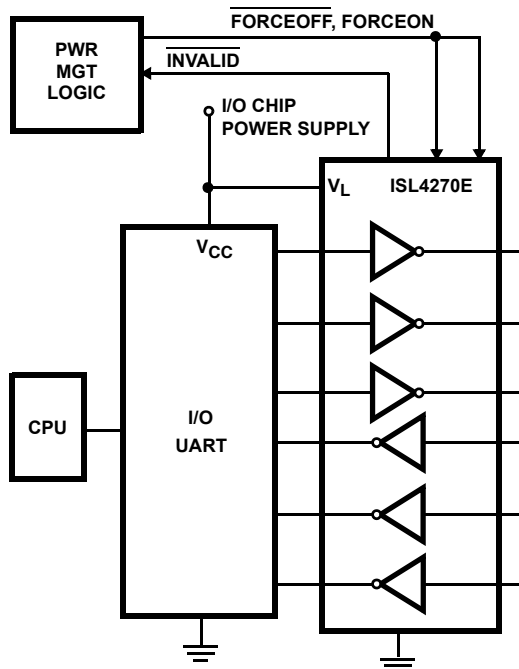 FORCEOFF, FORCEON
PWR
MGT
LOGIC
INVALID
I/O CHIP
POWER SUPPLY
VL
ISL4270E
VCC
CPU
I/O
UART